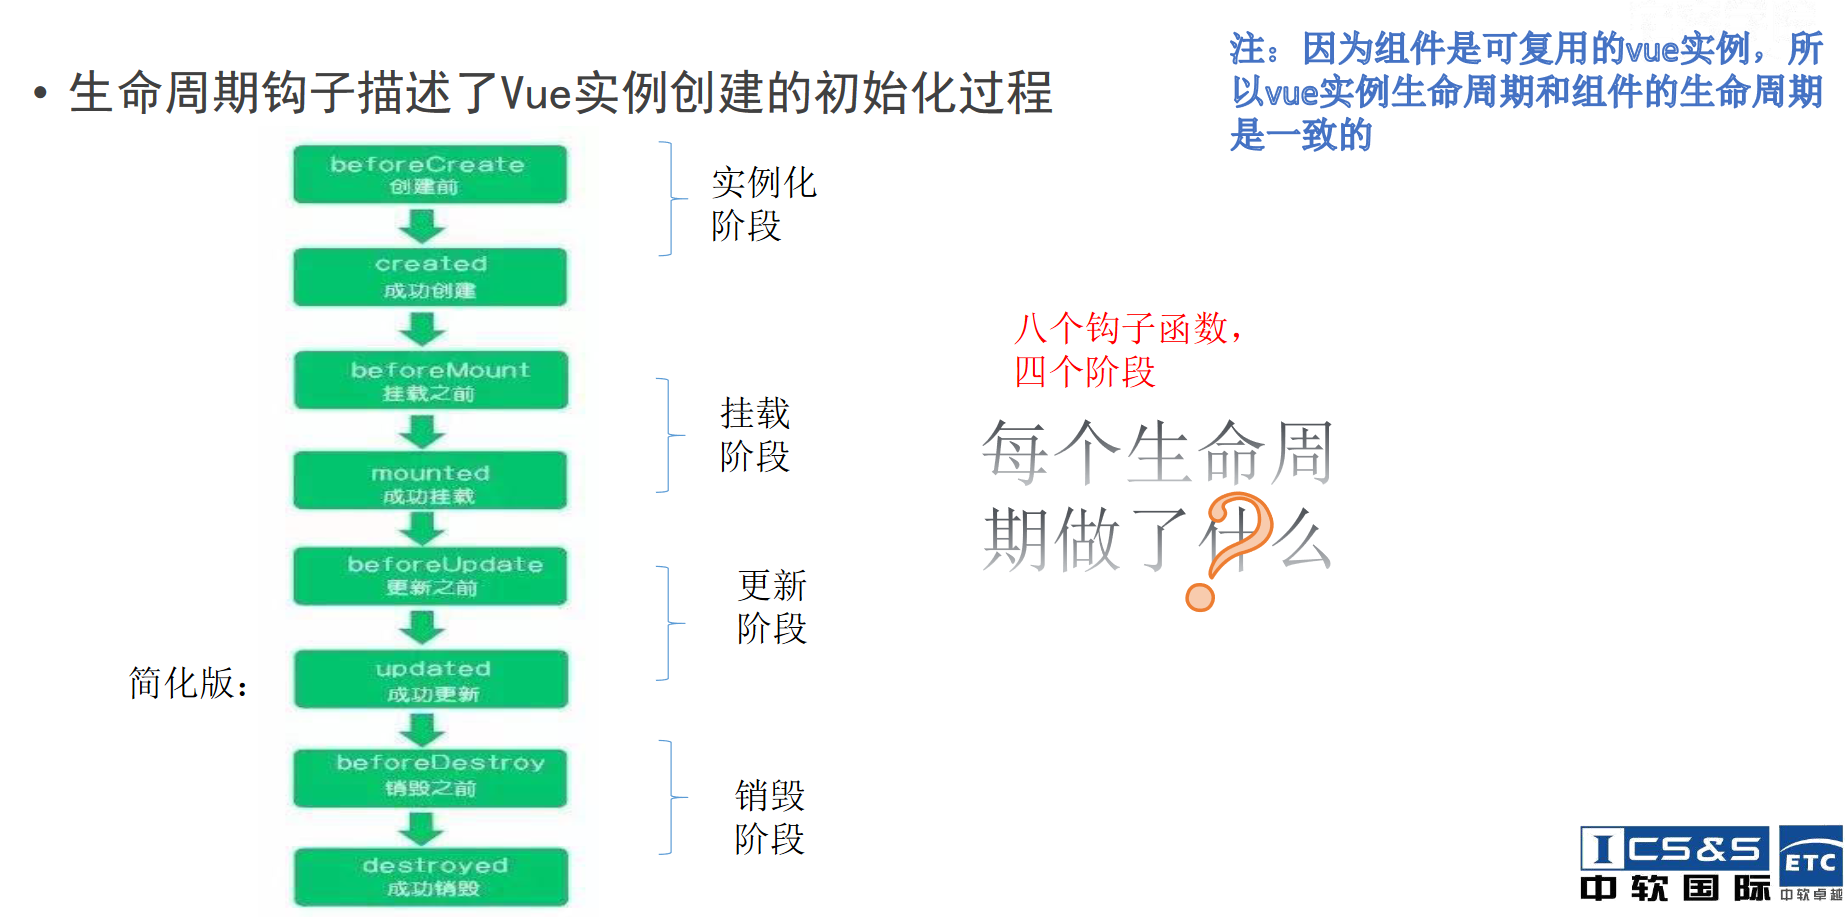 注：因为组件是可复用的vue实例，所
以vue实例生命周期和组件的生命周期
是一致的
• 生命周期钩子描述了Vue实例创建的初始化过程
beforeCreate
创建前
实例化
阶段
created
成功创建
beforeMount
挂载之前
挂载
阶段
mounted
成功挂载
beforeUpdate
更新之前
更新
阶段
简化版：
updated
成功更新
beforeDestroy
销毁之前
销毁
阶段
destroyed
成功销毁
八个钩子函数，
四个阶段
每个生命周
期做了什么
?
ICS&S
中软国际
ETC
中软卓越